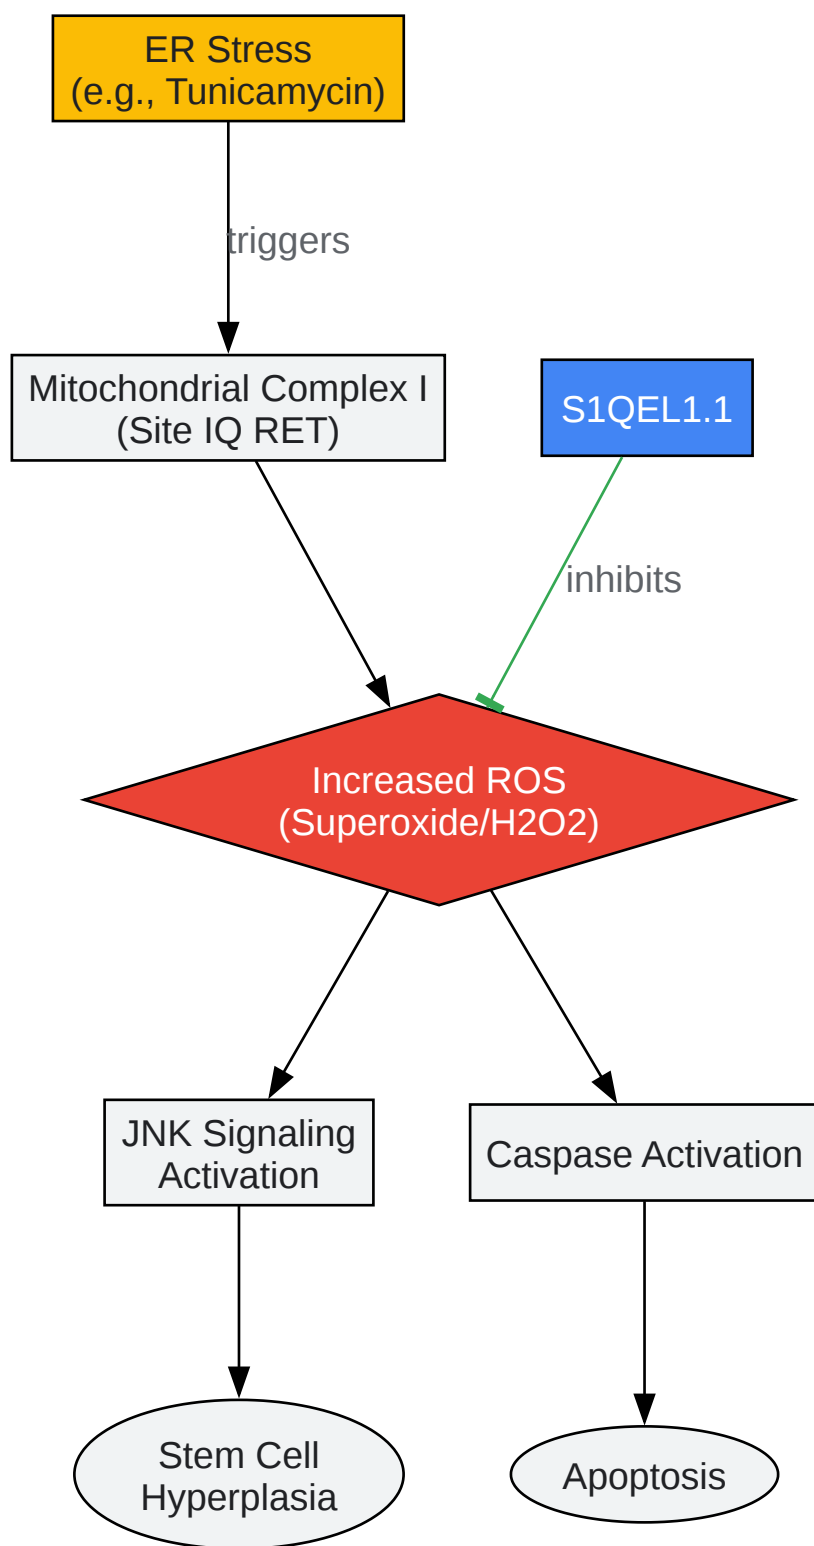 ER Stress
(e.g., Tunicamycin)
triggers
Mitochondrial Complex I
(Site IQ RET)
S1QEL1.1
inhibits
Increased ROS
(Superoxide/H2O2)
JNK Signaling
Activation
Caspase Activation
Stem Cell
Hyperplasia
Apoptosis